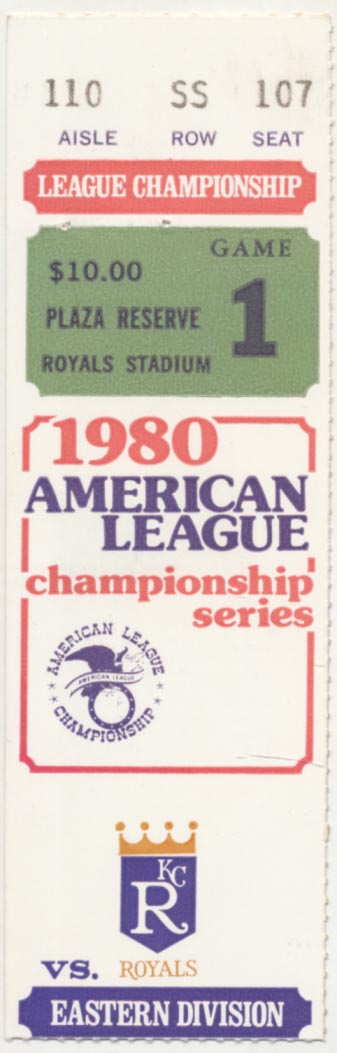 110 SS 107
AISLE ROW SEAT
LEAGUE CHAMPIONSHIP
GAME
$10.00
1
PLAZA RESERVE
ROYALS STADIUM
1980
AMERICAN
LEAGUE
championship
series
AMERICAN LEAGUE
AMERICAN LEAGUE
CHAMPIONSHIP
KC
R
vs. ROYALS
EASTERN DIVISION